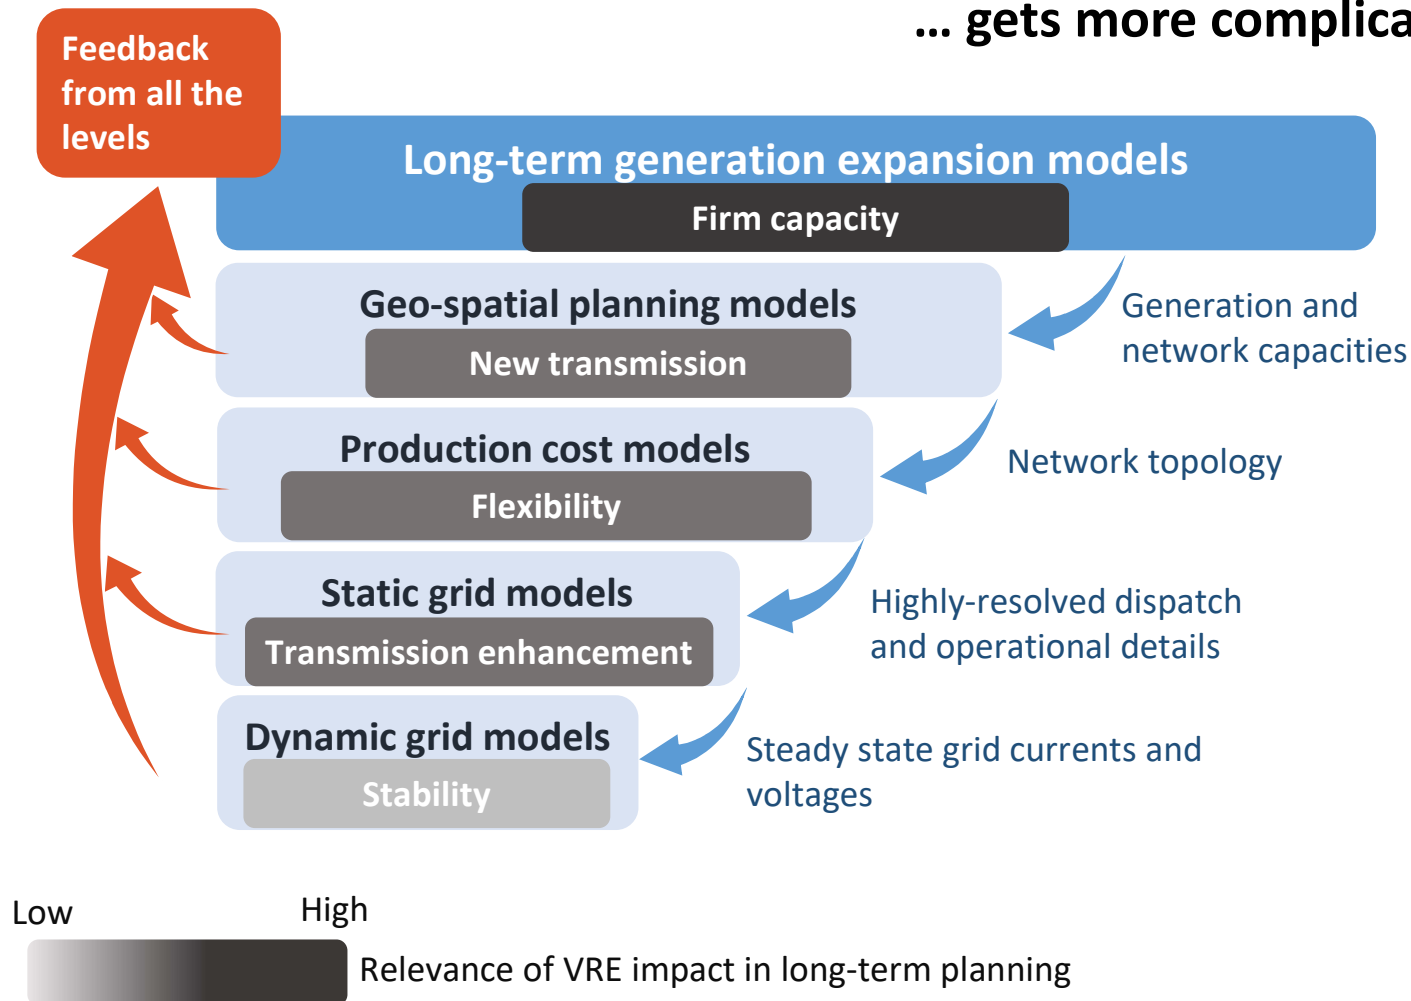 ... gets more complica
Feedback
from all the
levels
Long-term generation expansion models
Firm capacity
Geo-spatial planning models
New transmission
Generation and
network capacities
Production cost models
Flexibility
Network topology
Static grid models
Transmission enhancement
Highly-resolved dispatch
and operational details
Dynamic grid models
Stability
Steady state grid currents and
voltages
Low High
Relevance of VRE impact in long-term planning